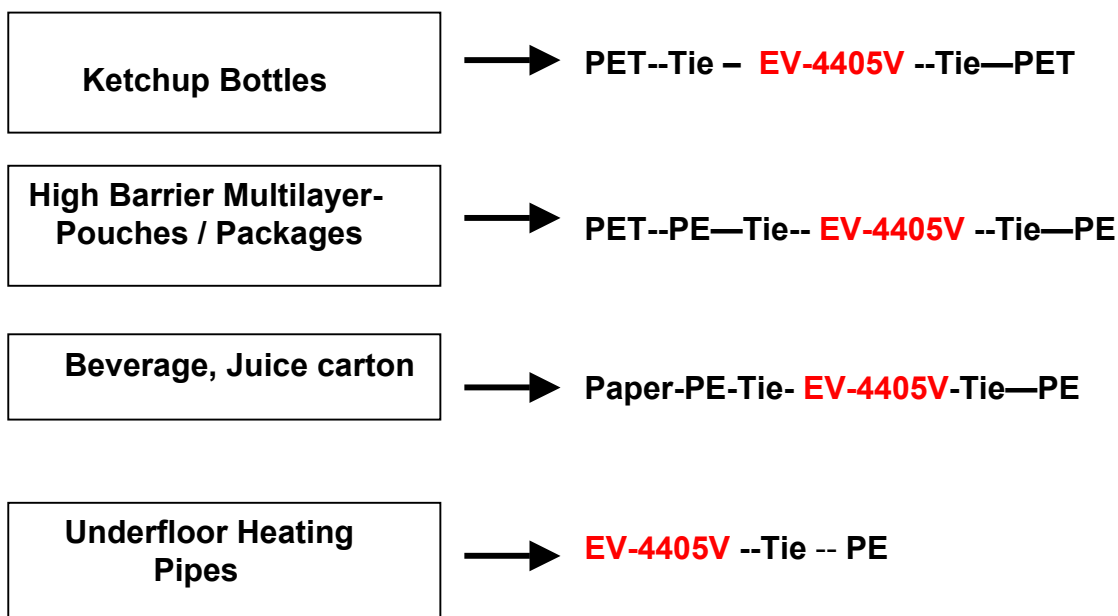 Ketchup Bottles
PET--Tie – EV-4405V --Tie—PET
High Barrier Multilayer-
Pouches / Packages
PET--PE—Tie-- EV-4405V --Tie—PE
Beverage, Juice carton
Paper-PE-Tie- EV-4405V-Tie—PE
Underfloor Heating
Pipes
EV-4405V --Tie -- PE